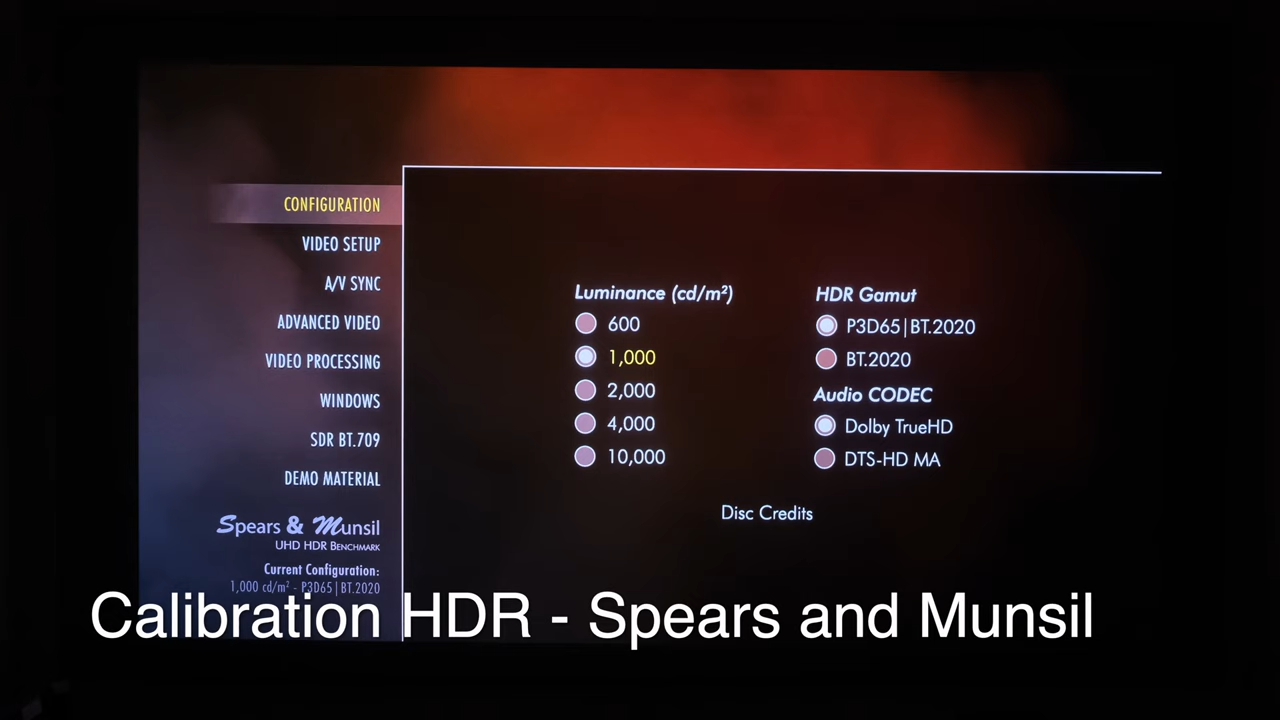 CONFIGURATION
VIDEO SETUP
A/V SYNC
ADVANCED VIDEO
VIDEO PROCESSING
WINDOWS
SDR BT.709
DEMO MATERIAL
Spears & Munsil
UHD HDR BENCHMARK
Current Configuration:
1,000 cd/m² - P3D65|BT.2020
Luminance (cd/m²)
600
1,000
2,000
4,000
10,000
HDR Gamut
P3D65|BT.2020
BT.2020
Audio CODEC
Dolby TrueHD
DTS-HD MA
Disc Credits
Calibration HDR - Spears and Munsil